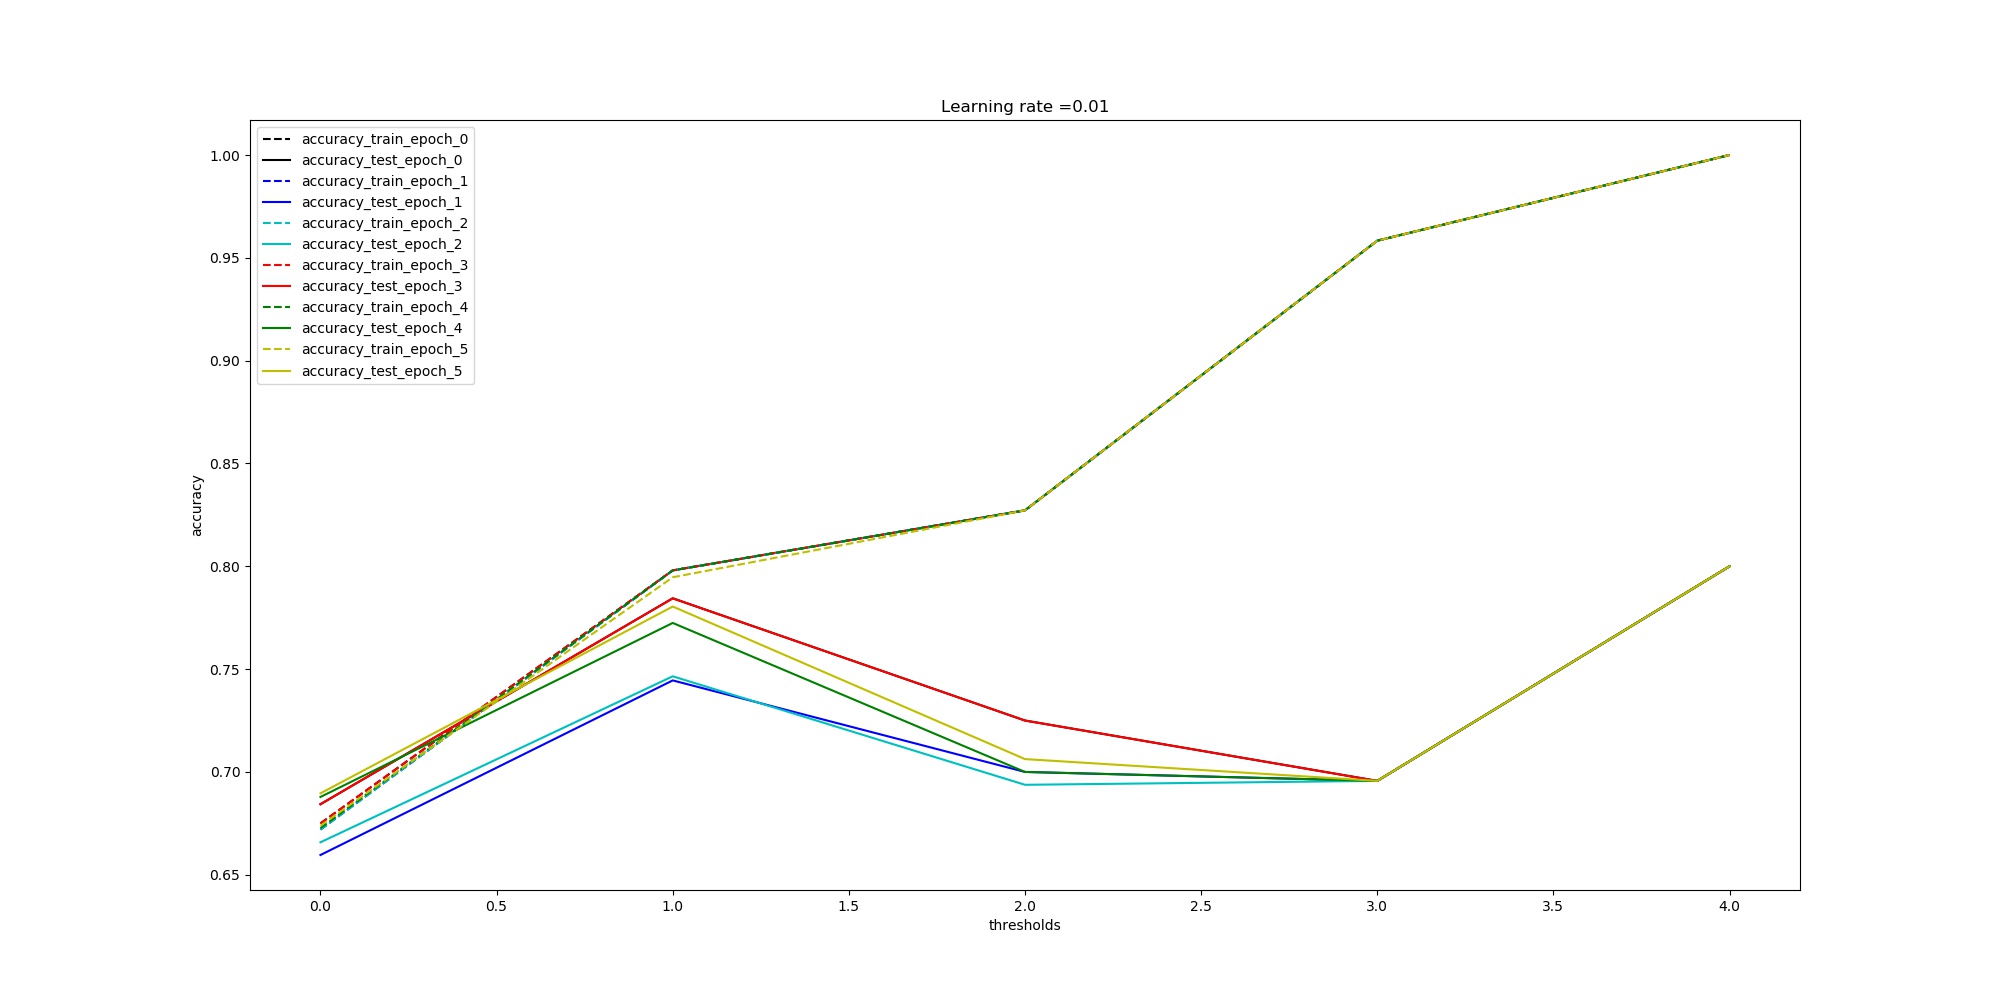 Learning rate =0.01
accuracy_train_epoch_0
accuracy_test_epoch_0
accuracy_train_epoch_1
accuracy_test_epoch_1
accuracy_train_epoch_2
accuracy_test_epoch_2
accuracy_train_epoch_3
accuracy_test_epoch_3
accuracy_train_epoch_4
accuracy_test_epoch_4
accuracy_train_epoch_5
accuracy_test_epoch_5
1.00
0.95
0.90
0.85
0.80
0.75
0.70
0.65
accuracy
0.0 0.5 1.0 1.5 2.0 2.5 3.0 3.5 4.0
thresholds